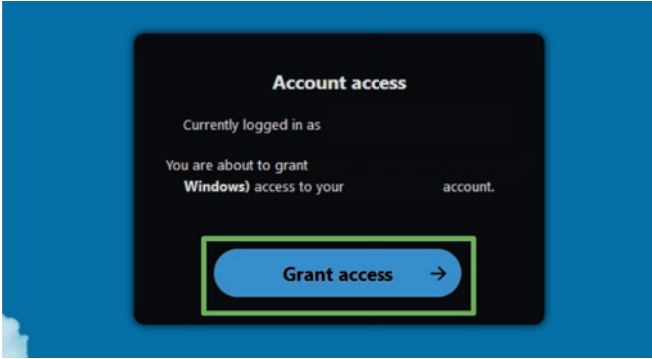 Account access
Currently logged in as
You are about to grant
Windows) access to your account.
Grant access →